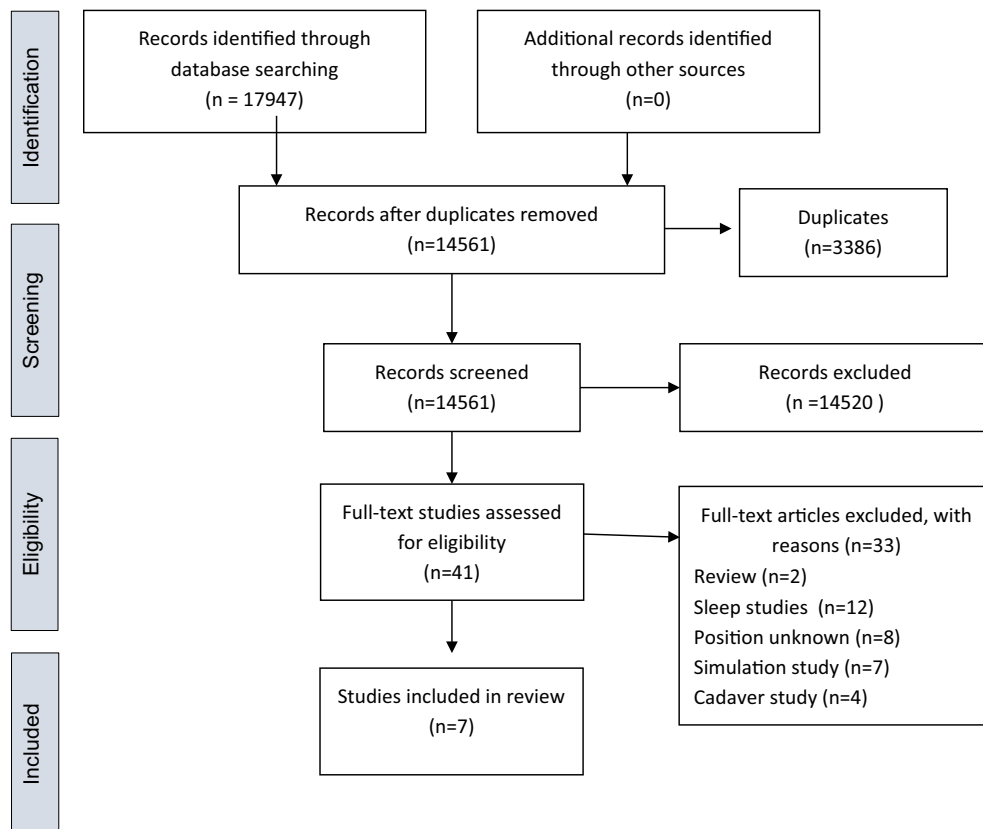 Identification
Records identified through
database searching
(n = 17947)
Additional records identified
through other sources
(n=0)
Records after duplicates removed
(n=14561)
Duplicates
(n=3386)
Screening
Records screened
(n=14561)
Records excluded
(n =14520 )
Eligibility
Full-text studies assessed
for eligibility
(n=41)
Full-text articles excluded, with
reasons (n=33)
Review (n=2)
Sleep studies (n=12)
Position unknown (n=8)
Simulation study (n=7)
Cadaver study (n=4)
Included
Studies included in review
(n=7)